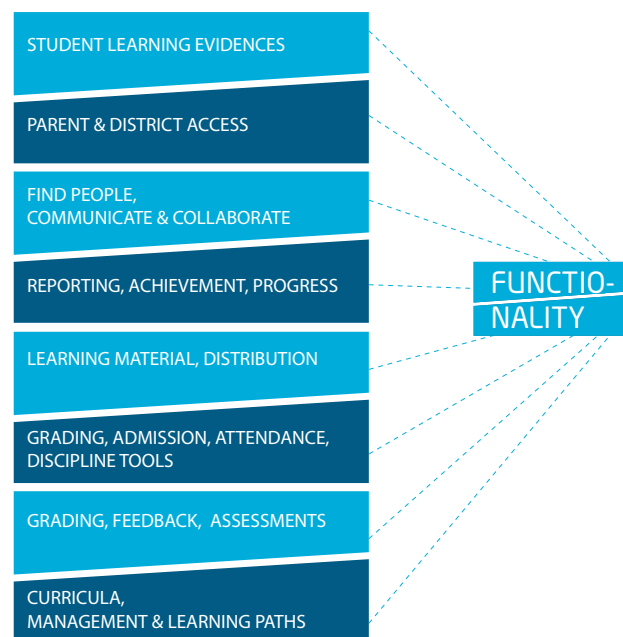 STUDENT LEARNING EVIDENCES
PARENT & DISTRICT ACCESS
FIND PEOPLE,
COMMUNICATE & COLLABORATE
REPORTING, ACHIEVEMENT, PROGRESS
LEARNING MATERIAL, DISTRIBUTION
GRADING, ADMISSION, ATTENDANCE,
DISCIPLINE TOOLS
GRADING, FEEDBACK, ASSESSMENTS
CURRICULA,
MANAGEMENT & LEARNING PATHS
FUNCTIO-
NALITY